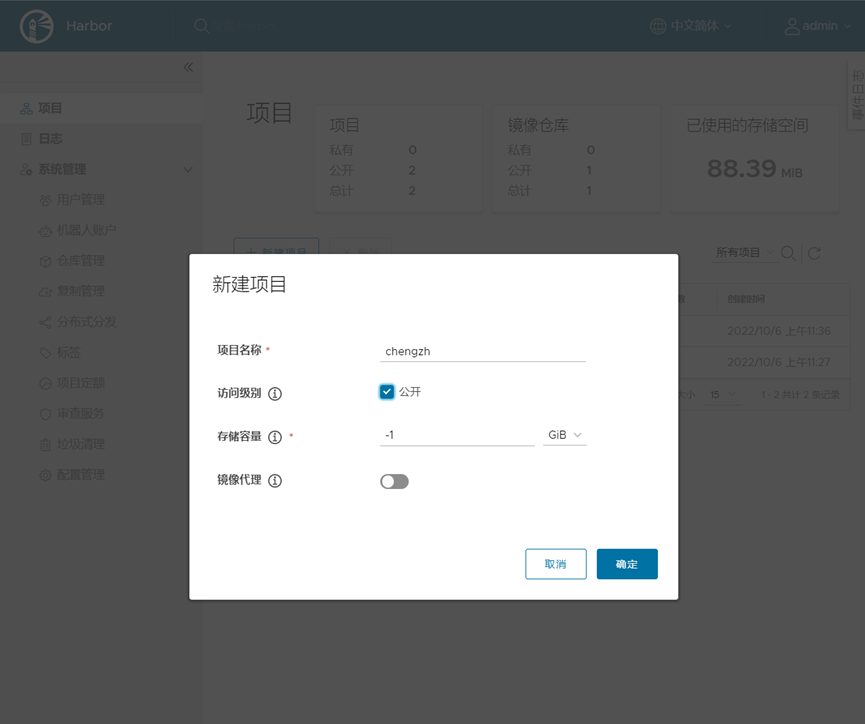 Harbor
中文简体
admin
项目
日志
系统管理
用户管理
机器人账户
仓库管理
复制管理
分布式分发
标签
项目定额
审查服务
垃圾清理
配置管理
项目
项目
私有 0
公开 2
总计 2
镜像仓库
私有 0
公开 1
总计 1
已使用的存储空间
88.39 MiB
所有项目
创建时间
2022/10/6 上午11:36
2022/10/6 上午11:27
大小 15 1 - 2 共计 2 条记录
新建项目
项目名称 *
chengzh
访问级别
公开
存储容量 *
-1
GiB
镜像代理
取消
确定